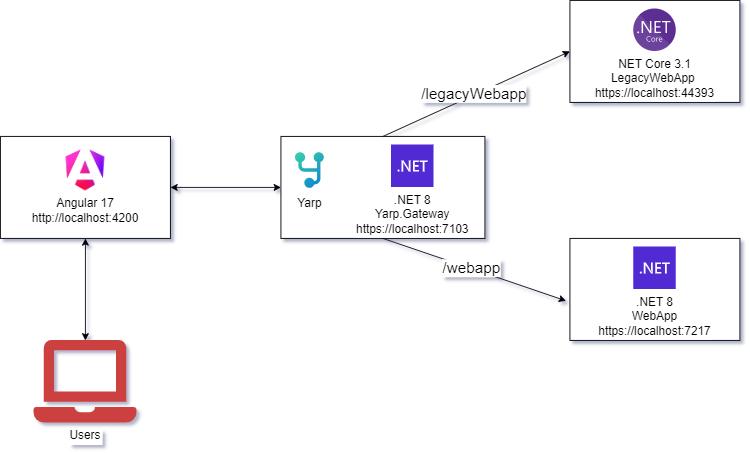 .NET
Core
NET Core 3.1
LegacyWebApp
https://localhost:44393
/legacyWebapp
Angular 17
http://localhost:4200
Yarp
.NET
.NET 8
Yarp.Gateway
https://localhost:7103
/webapp
.NET
.NET 8
WebApp
https://localhost:7217
Users